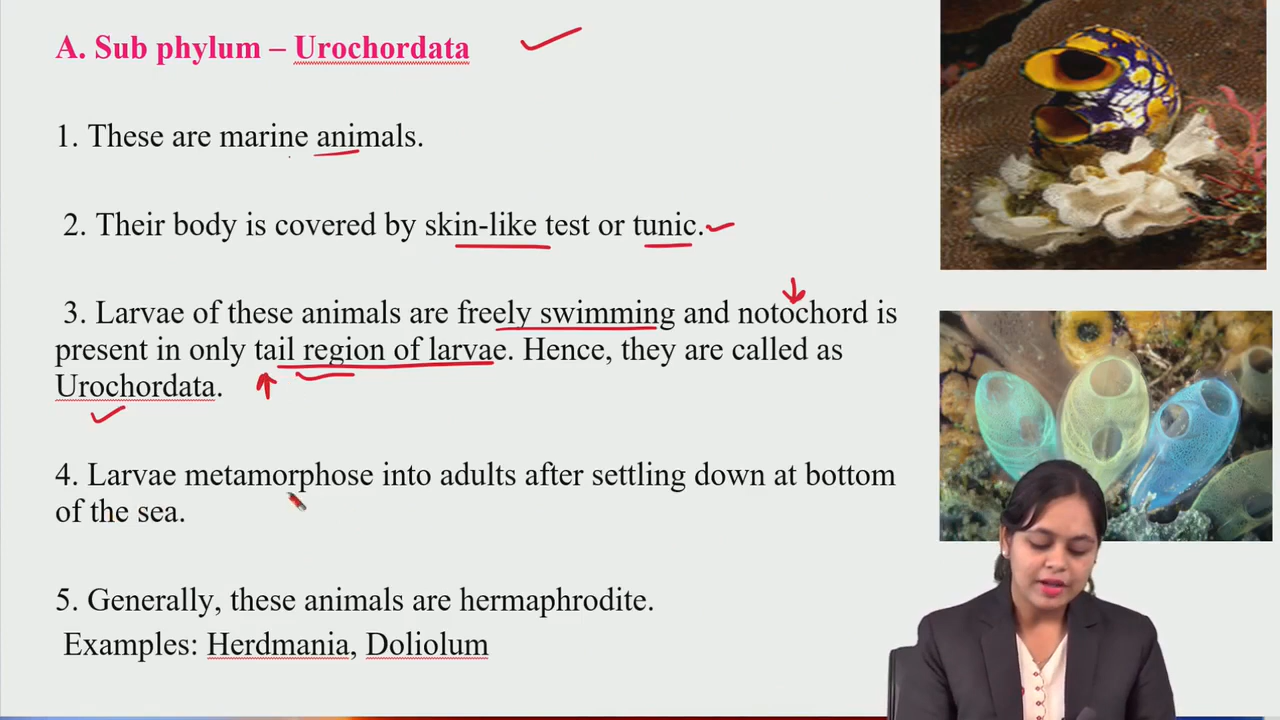 A. Sub phylum – Urochordata
1. These are marine animals.
2. Their body is covered by skin-like test or tunic.
3. Larvae of these animals are freely swimming and notochord is
present in only tail region of larvae. Hence, they are called as
Urochordata.
4. Larvae metamorphose into adults after settling down at bottom
of the sea.
5. Generally, these animals are hermaphrodite.
Examples: Herdmania, Doliolum